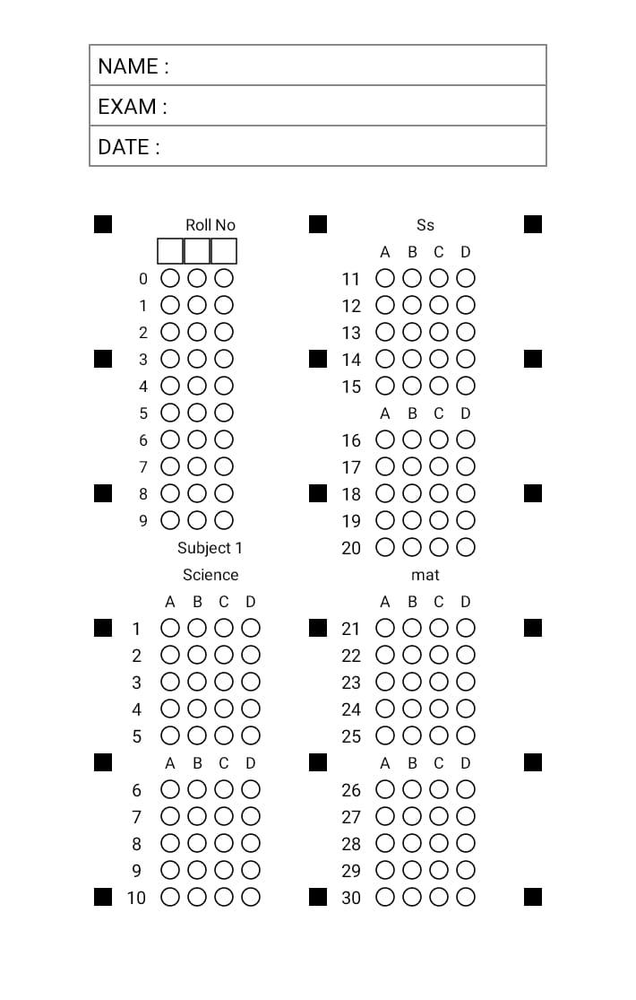 NAME :
EXAM :
DATE :
Roll No
0
1
2
3
4
5
6
7
8
9
Subject 1
Science
A B C D
1
2
3
4
5
A B C D
6
7
8
9
10
Ss
A B C D
11
12
13
14
15
A B C D
16
17
18
19
20
mat
A B C D
21
22
23
24
25
A B C D
26
27
28
29
30